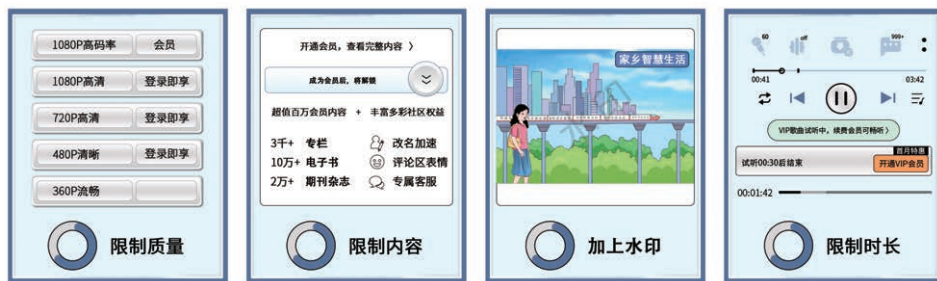 1080P高码率 会员
1080P高清 登录即享
720P高清 登录即享
480P清晰 登录即享
360P流畅
限制质量
开通会员，查看完整内容 〉
成为会员后，将解锁
超值百万会员内容 + 丰富多彩社区权益
3千+ 专栏 改名加速
10万+ 电子书 评论区表情
2万+ 期刊杂志 专属客服
限制内容
家乡智慧生活
加上水印
60 off 999+
00:41 03:42
VIP歌曲试听中，续费会员可畅听 〉
首月特惠
试听00:30后结束 开通VIP会员
00:01:42
限制时长